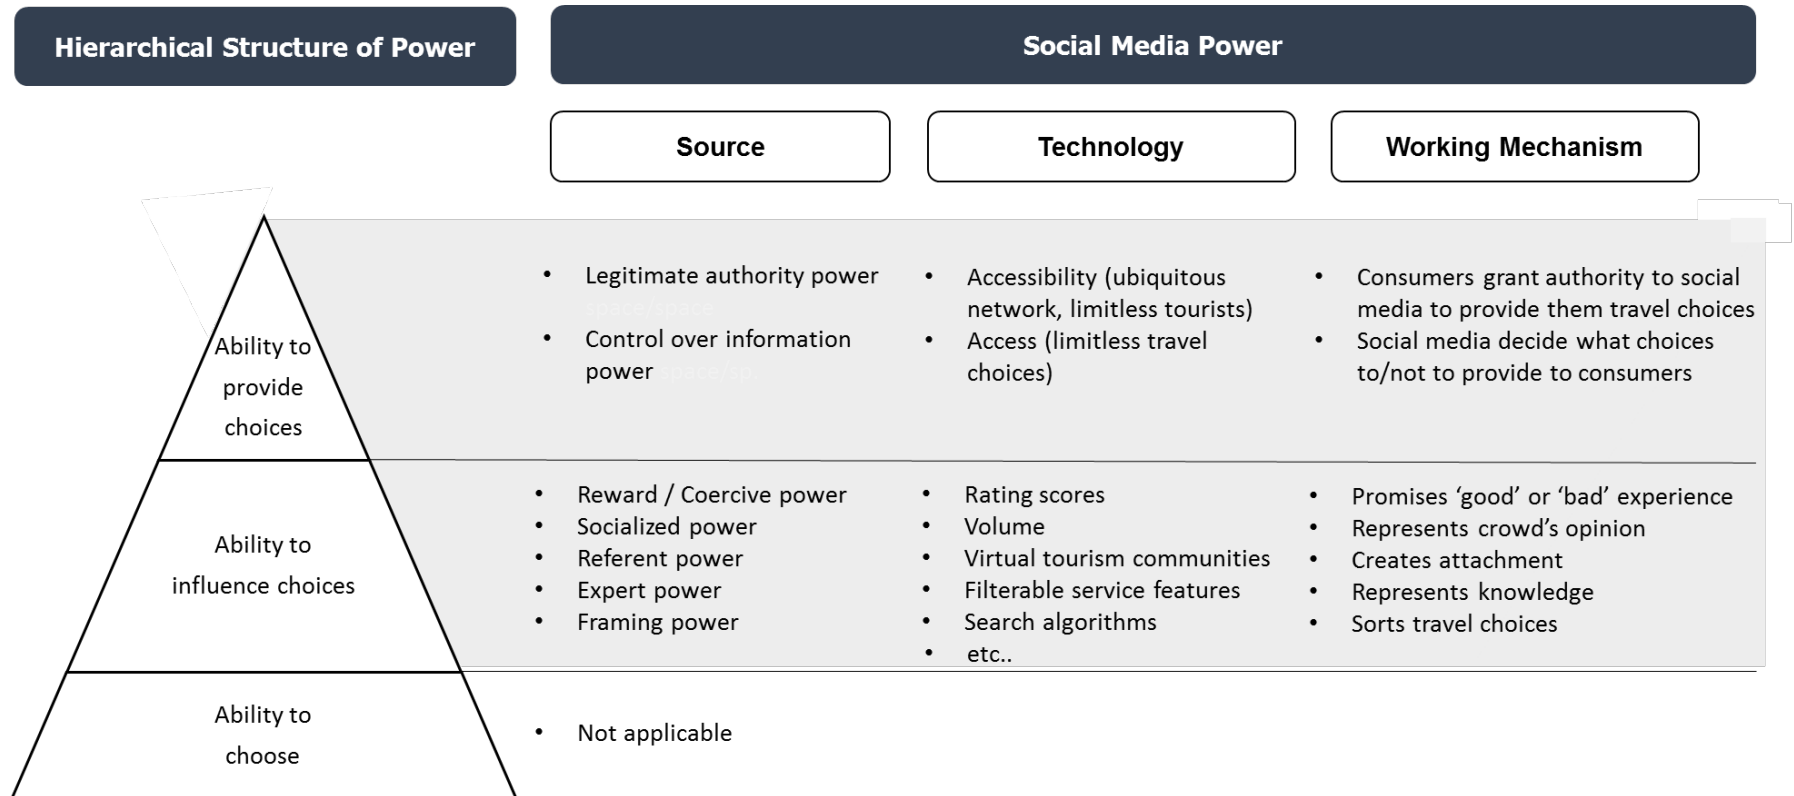 Hierarchical Structure of Power
Social Media Power
Source
Technology
Working Mechanism
Ability to
provide
choices
• Legitimate authority power
space/space
• Control over information
power space/sp.
• Accessibility (ubiquitous
network, limitless tourists)
• Access (limitless travel
choices)
• Consumers grant authority to social
media to provide them travel choices
• Social media decide what choices
to/not to provide to consumers
Ability to
influence choices
• Reward / Coercive power
• Socialized power
• Referent power
• Expert power
• Framing power
• Rating scores
• Volume
• Virtual tourism communities
• Filterable service features
• Search algorithms
• etc..
• Promises ‘good’ or ‘bad’ experience
• Represents crowd’s opinion
• Creates attachment
• Represents knowledge
• Sorts travel choices
Ability to
choose
• Not applicable